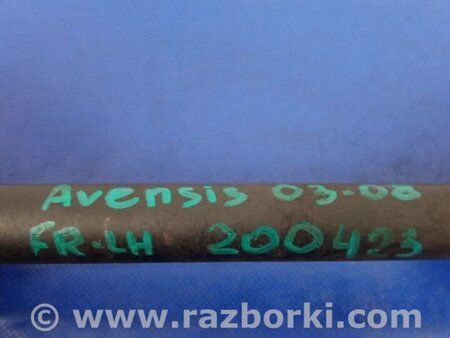 Avensis 03-08
FR-LH 200423
© www.razborki.com